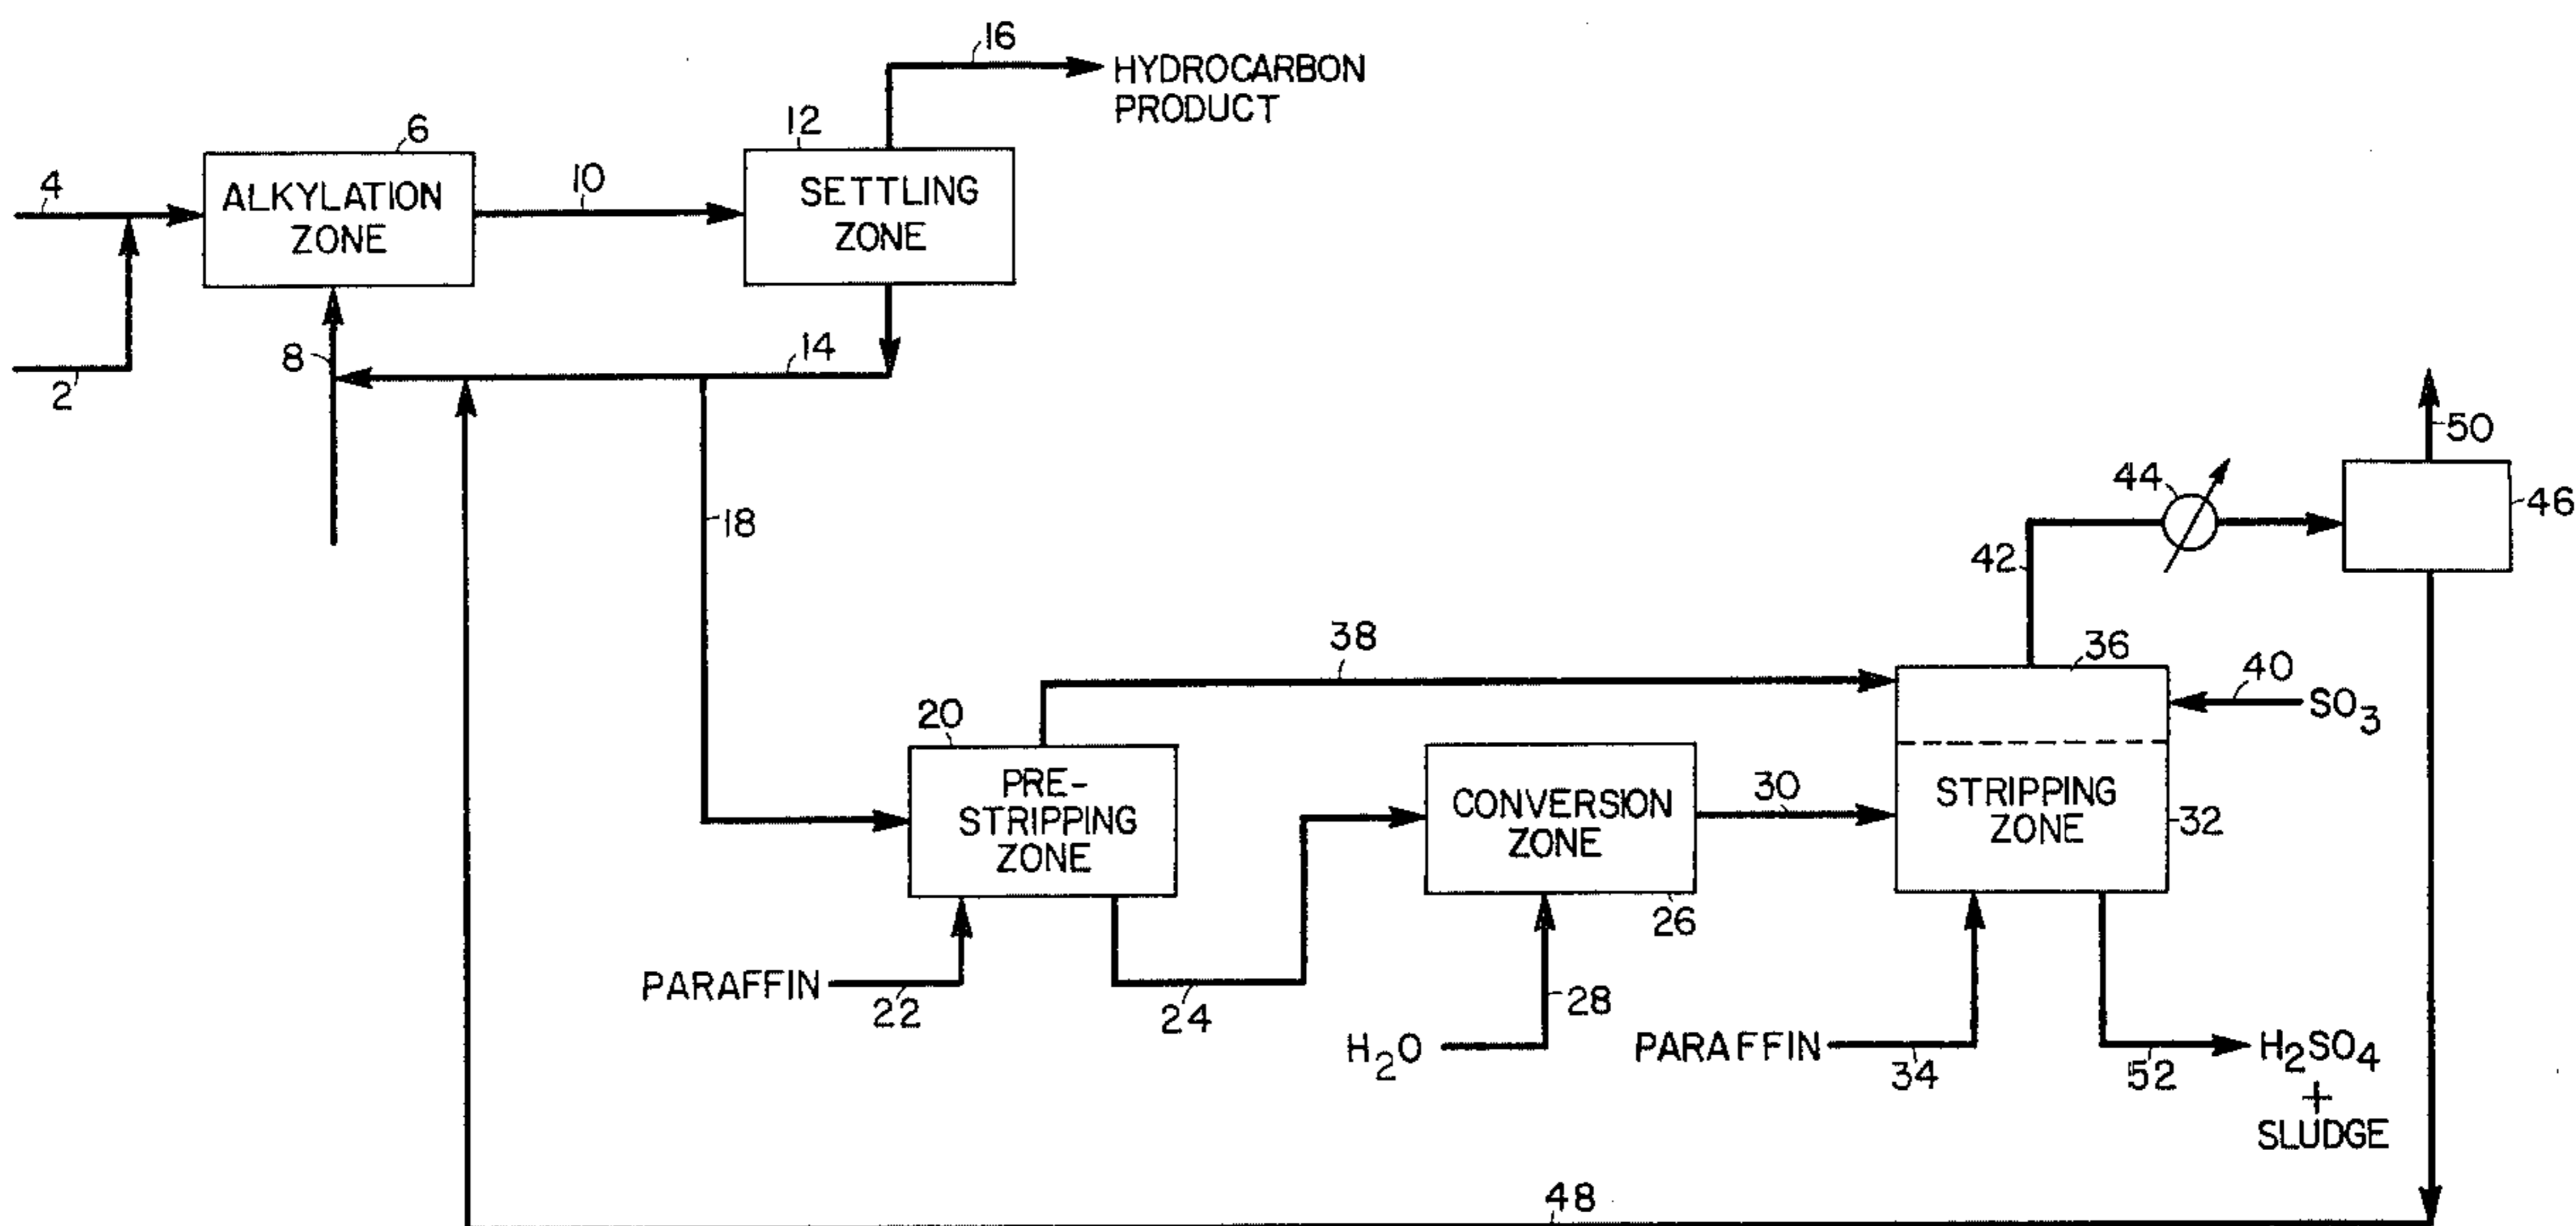 16
HYDROCARBON
PRODUCT
12
6
4
ALKYLATION
ZONE
10
SETTLING
ZONE
8
14
2
50
44
46
18
42
38
36
40
SO3
20
PRE-
STRIPPING
ZONE
30
CONVERSION
ZONE
STRIPPING
ZONE
32
26
PARAFFIN
22
24
28
H2O
PARAFFIN
34
52
H2SO4
+
SLUDGE
48